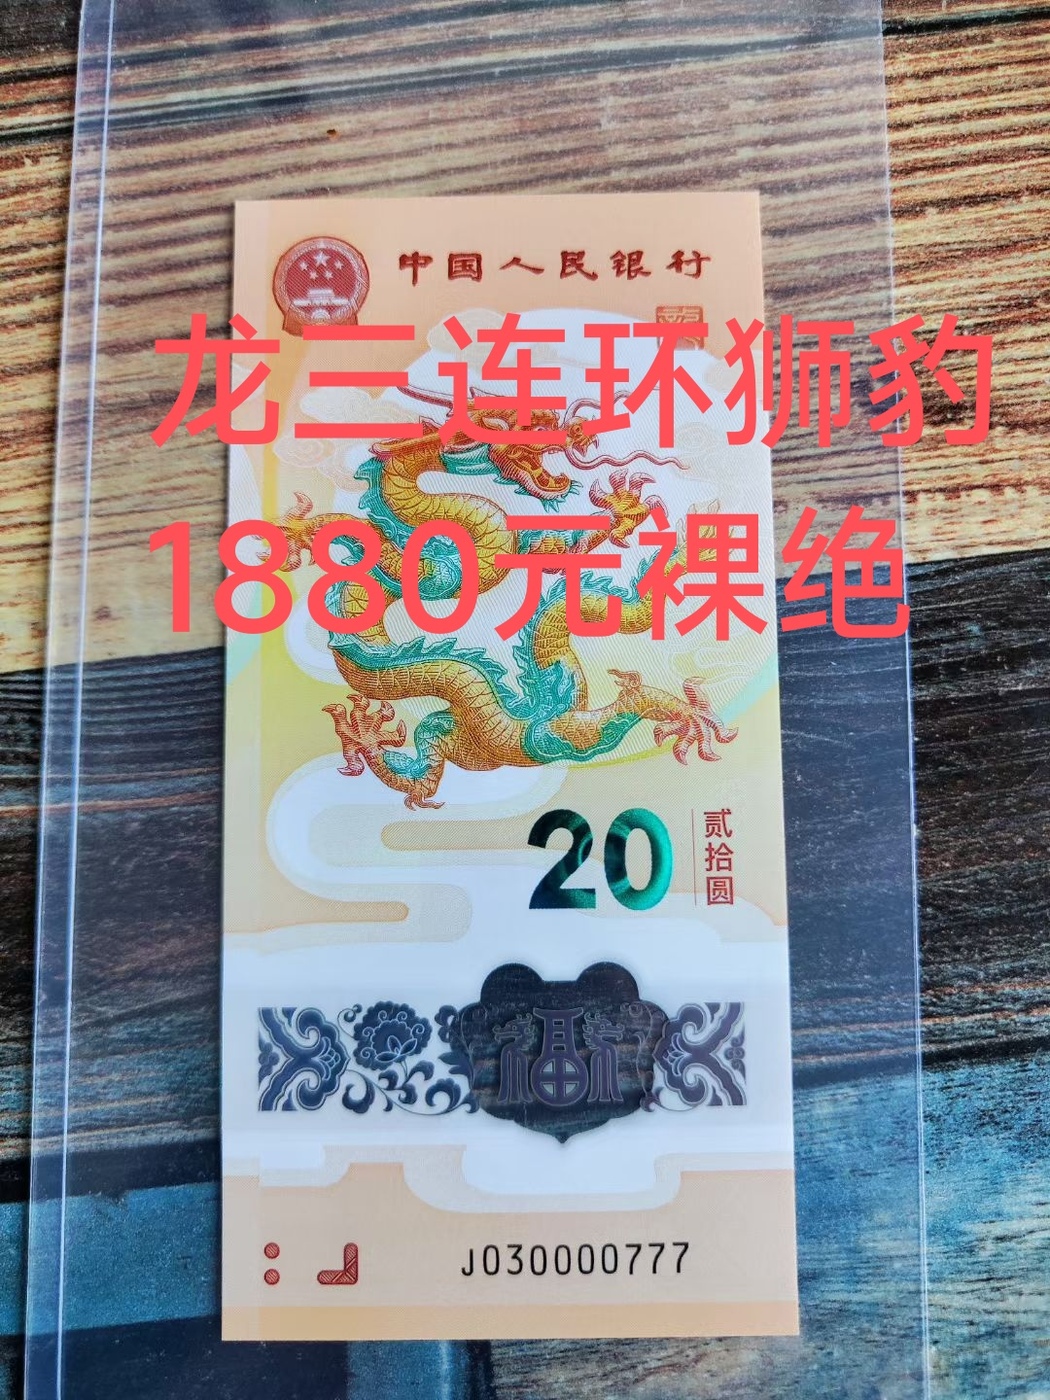 中国人民银行
龙三连环狮豹
1880元裸绝
20
贰拾圆
福
J030000777